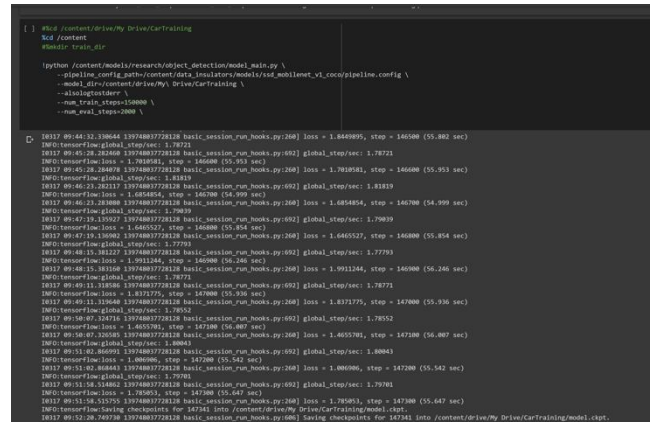 [ ] #%cd /content/drive/My Drive/CarTraining
%cd /content
#%mkdir train_dir
!python /content/models/research/object_detection/model_main.py \
--pipeline_config_path=/content/data_insulators/models/ssd_mobilenet_v1_coco/pipeline.config \
--model_dir=/content/drive/My\ Drive/CarTraining \
--alsologtostderr \
--num_train_steps=150000 \
--num_eval_steps=2000 \
I0317 09:44:32.330644 139748037728128 basic_session_run_hooks.py:260] loss = 1.8449895, step = 146500 (55.802 sec)
INFO:tensorflow:global_step/sec: 1.78721
I0317 09:45:28.282460 139748037728128 basic_session_run_hooks.py:692] global_step/sec: 1.78721
INFO:tensorflow:loss = 1.7010581, step = 146600 (55.953 sec)
I0317 09:45:28.284078 139748037728128 basic_session_run_hooks.py:260] loss = 1.7010581, step = 146600 (55.953 sec)
INFO:tensorflow:global_step/sec: 1.81819
I0317 09:46:23.282117 139748037728128 basic_session_run_hooks.py:692] global_step/sec: 1.81819
INFO:tensorflow:loss = 1.6854854, step = 146700 (54.999 sec)
I0317 09:46:23.283080 139748037728128 basic_session_run_hooks.py:260] loss = 1.6854854, step = 146700 (54.999 sec)
INFO:tensorflow:global_step/sec: 1.79039
I0317 09:47:19.135927 139748037728128 basic_session_run_hooks.py:692] global_step/sec: 1.79039
INFO:tensorflow:loss = 1.6465527, step = 146800 (55.854 sec)
I0317 09:47:19.136902 139748037728128 basic_session_run_hooks.py:260] loss = 1.6465527, step = 146800 (55.854 sec)
INFO:tensorflow:global_step/sec: 1.77793
I0317 09:48:15.381227 139748037728128 basic_session_run_hooks.py:692] global_step/sec: 1.77793
INFO:tensorflow:loss = 1.9911244, step = 146900 (56.246 sec)
I0317 09:48:15.383160 139748037728128 basic_session_run_hooks.py:260] loss = 1.9911244, step = 146900 (56.246 sec)
INFO:tensorflow:global_step/sec: 1.78771
I0317 09:49:11.318586 139748037728128 basic_session_run_hooks.py:692] global_step/sec: 1.78771
INFO:tensorflow:loss = 1.8371775, step = 147000 (55.936 sec)
I0317 09:49:11.319640 139748037728128 basic_session_run_hooks.py:260] loss = 1.8371775, step = 147000 (55.936 sec)
INFO:tensorflow:global_step/sec: 1.78552
I0317 09:50:07.324716 139748037728128 basic_session_run_hooks.py:692] global_step/sec: 1.78552
INFO:tensorflow:loss = 1.4655701, step = 147100 (56.007 sec)
I0317 09:50:07.326585 139748037728128 basic_session_run_hooks.py:260] loss = 1.4655701, step = 147100 (56.007 sec)
INFO:tensorflow:global_step/sec: 1.80043
I0317 09:51:02.866991 139748037728128 basic_session_run_hooks.py:692] global_step/sec: 1.80043
INFO:tensorflow:loss = 1.006906, step = 147200 (55.542 sec)
I0317 09:51:02.868443 139748037728128 basic_session_run_hooks.py:260] loss = 1.006906, step = 147200 (55.542 sec)
INFO:tensorflow:global_step/sec: 1.79701
I0317 09:51:58.514862 139748037728128 basic_session_run_hooks.py:692] global_step/sec: 1.79701
INFO:tensorflow:loss = 1.785053, step = 147300 (55.647 sec)
I0317 09:51:58.515755 139748037728128 basic_session_run_hooks.py:260] loss = 1.785053, step = 147300 (55.647 sec)
INFO:tensorflow:Saving checkpoints for 147341 into /content/drive/My Drive/CarTraining/model.ckpt.
I0317 09:52:20.749730 139748037728128 basic_session_run_hooks.py:606] Saving checkpoints for 147341 into /content/drive/My Drive/CarTraining/model.ckpt.